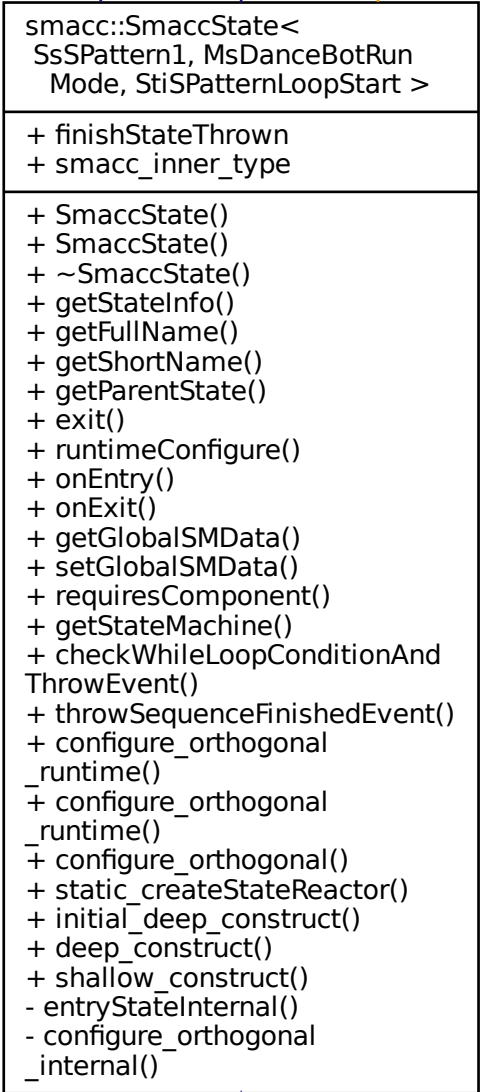 smacc::SmaccState<
SsSPattern1, MsDanceBotRun
Mode, StiSPatternLoopStart >
+ finishStateThrown
+ smacc_inner_type
+ SmaccState()
+ SmaccState()
+ ~SmaccState()
+ getStateInfo()
+ getFullName()
+ getShortName()
+ getParentState()
+ exit()
+ runtimeConfigure()
+ onEntry()
+ onExit()
+ getGlobalSMData()
+ setGlobalSMData()
+ requiresComponent()
+ getStateMachine()
+ checkWhileLoopConditionAnd
ThrowEvent()
+ throwSequenceFinishedEvent()
+ configure_orthogonal
_runtime()
+ configure_orthogonal
_runtime()
+ configure_orthogonal()
+ static_createStateReactor()
+ initial_deep_construct()
+ deep_construct()
+ shallow_construct()
- entryStateInternal()
- configure_orthogonal
_internal()